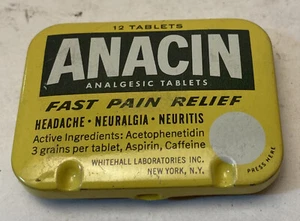 12 TABLETS
ANACIN
ANALGESIC TABLETS
FAST PAIN RELIEF
HEADACHE • NEURALGIA • NEURITIS
Active Ingredients: Acetophenetidin
3 grains per tablet, Aspirin, Caffeine
WHITEHALL LABORATORIES INC.
NEW YORK, N.Y.
PRESS HERE